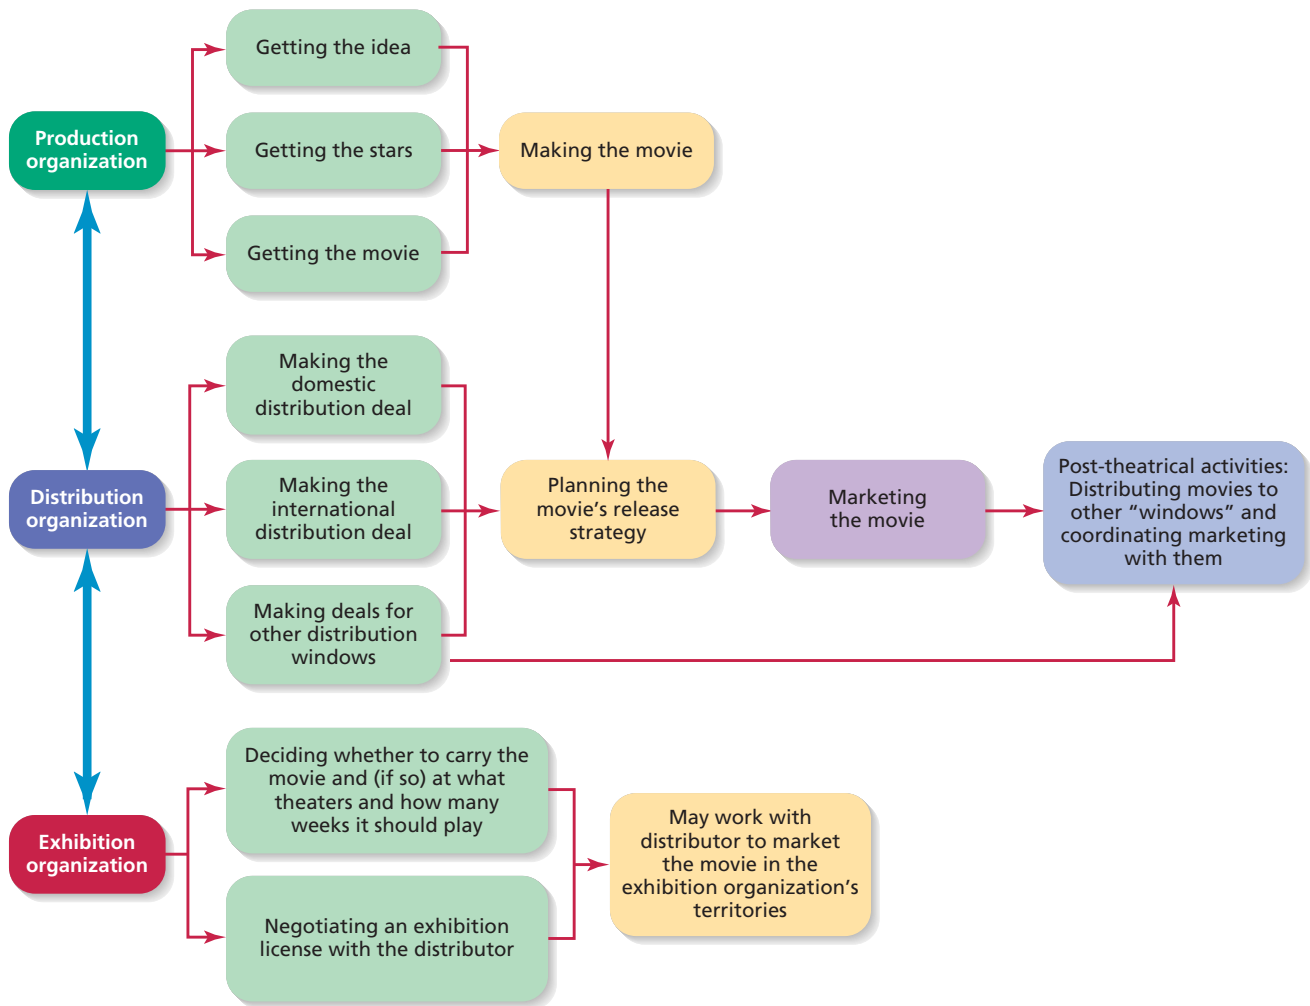 Production
organization
Getting the idea
Getting the stars
Getting the movie
Making the movie
Distribution
organization
Making the
domestic
distribution deal
Making the
international
distribution deal
Making deals for
other distribution
windows
Planning the
movie’s release
strategy
Marketing
the movie
Post-theatrical activities:
Distributing movies to
other “windows” and
coordinating marketing
with them
Exhibition
organization
Deciding whether to carry the
movie and (if so) at what
theaters and how many
weeks it should play
Negotiating an exhibition
license with the distributor
May work with
distributor to market
the movie in the
exhibition organization’s
territories